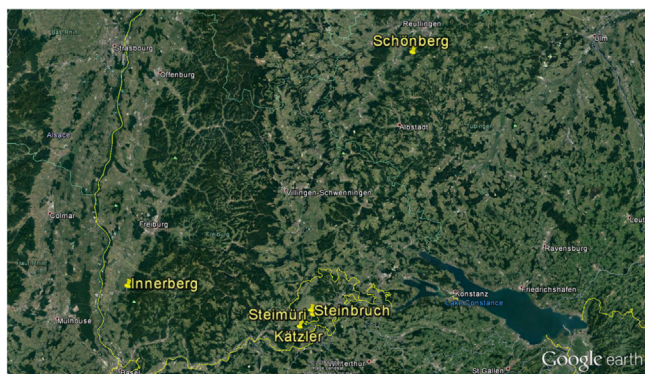 Reutlingen
Schönberg
Ulm
Strasbourg
Offenburg
Albstadt
Alsace
Villingen-Schwenningen
Colmar
Freiburg
Ravensburg
Innerberg
Friedrichshafen
Konstanz
Lake Constance
Steimüri
Steinbruch
Mulhouse
Kätzler
Winterthur
Basel
St Gallen
Google earth